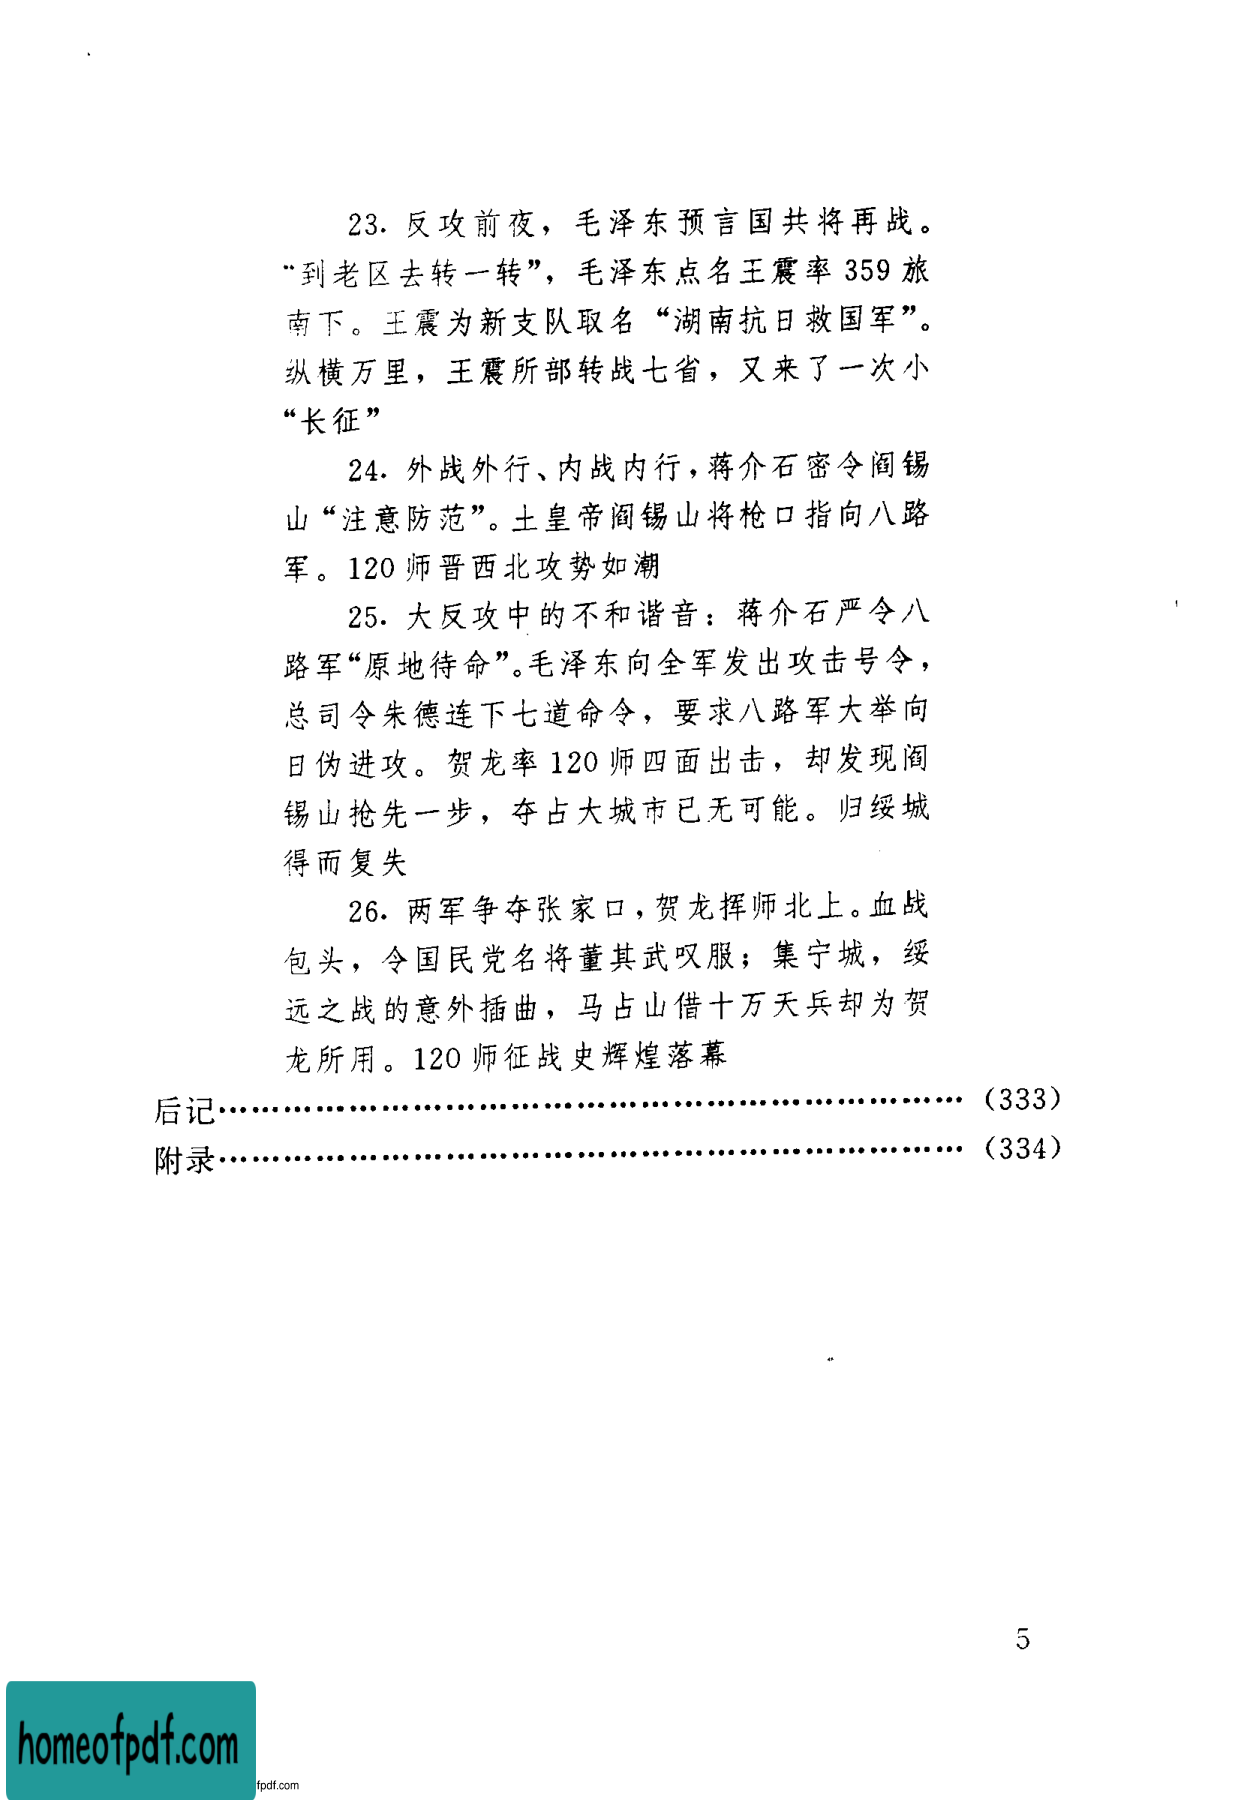 23. 反攻前夜，毛泽东预言国共将再战。
“到老区去转一转”，毛泽东点名王震率 359 旅
南下。王震为新支队取名“湖南抗日救国军”。
纵横万里，王震所部转战七省，又来了一次小
“长征”
24. 外战外行、内战内行，蒋介石密令阎锡
山“注意防范”。土皇帝阎锡山将枪口指向八路
军。120 师晋西北攻势如潮
25. 大反攻中的不和谐音：蒋介石严令八
路军“原地待命”。毛泽东向全军发出攻击号令，
总司令朱德连下七道命令，要求八路军大举向
日伪进攻。贺龙率 120 师四面出击，却发现阎
锡山抢先一步，夺占大城市已无可能。归绥城
得而复失
26. 两军争夺张家口，贺龙挥师北上。血战
包头，令国民党名将董其武叹服；集宁城，绥
远之战的意外插曲，马占山借十万天兵却为贺
龙所用。120 师征战史辉煌落幕
后记…………………………………………………………（333）
附录…………………………………………………………（334）
5
homeofpdf.com
fpdf.com